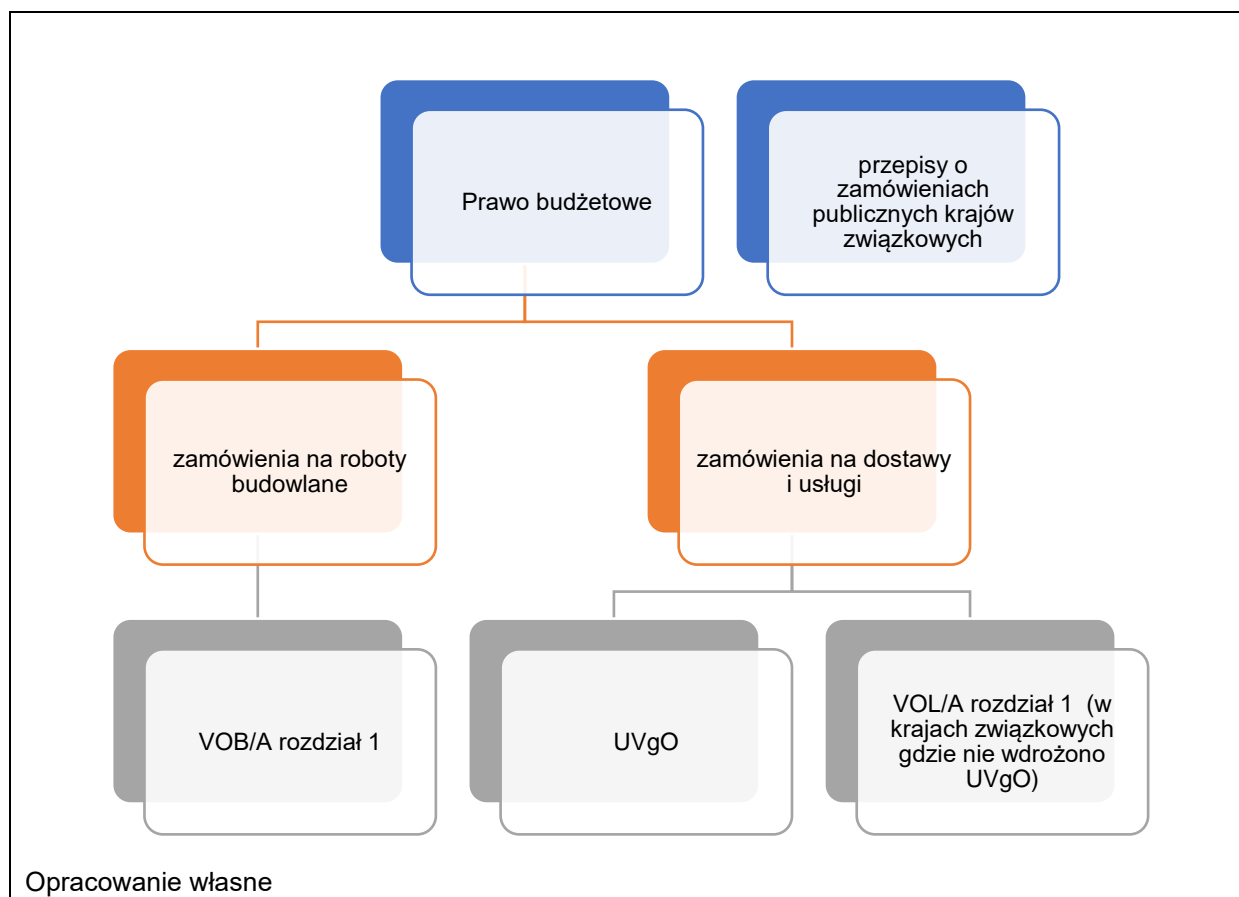 Prawo budżetowe
przepisy o
zamówieniach
publicznych krajów
związkowych
zamówienia na roboty
budowlane
zamówienia na dostawy
i usługi
VOB/A rozdział 1
UVgO
VOL/A rozdział 1 (w
krajach związkowych
gdzie nie wdrożono
UVgO)
Opracowanie własne